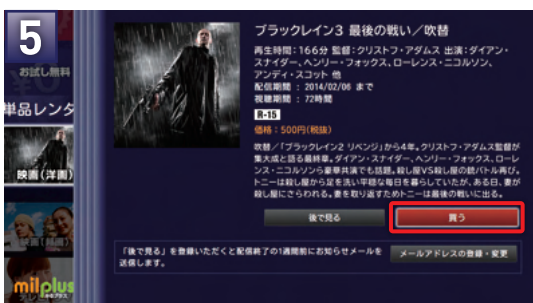 5
お試し無料
単品レンタ
映画(洋画)
milplus
みるプラス
ブラックレイン3 最後の戦い/吹替
再生時間:166分 監督:クリストフ・アダムス 出演:ダイアン・
スナイダー、ヘンリー・フォックス、ローレンス・ニコルソン、
アンディ・スコット 他
配信期間 : 2014/02/06 まで
視聴期間 : 72時間
R-15
価格:500円(税抜)
吹替/「ブラックレイン2 リベンジ」から4年。クリストフ・アダムス監督が
集大成と語る最終章。ダイアン・スナイダー、ヘンリー・フォックス、ローレ
ンス・ニコルソンら豪華共演でも話題。殺し屋VS殺し屋の銃バトル再び。
トニーは殺し屋から足を洗い平穏な毎日を暮らしていたが、ある日、妻が
殺し屋にさらわれる。妻を取り返すためトニーは最後の戦いに出る。
後で見る
買う
「後で見る」を登録いただくと配信終了の1週間前にお知らせメールを
送信します。
メールアドレスの登録・変更